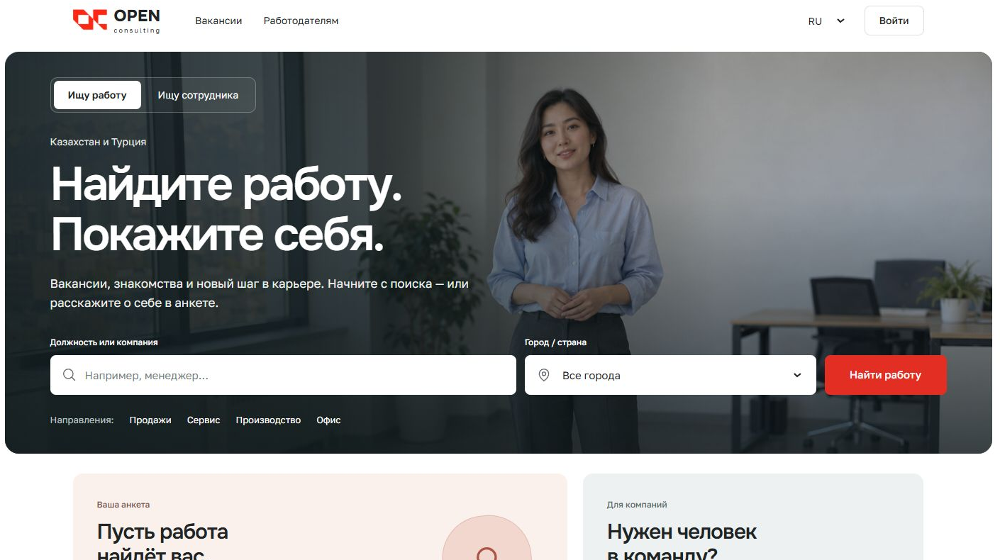 OPEN
consulting
Вакансии
Работодателям
RU
Войти
Ищу работу
Ищу сотрудника
Казахстан и Турция
Найдите работу.
Покажите себя.
Вакансии, знакомства и новый шаг в карьере. Начните с поиска — или
расскажите о себе в анкете.
Должность или компания
Город / страна
Например, менеджер...
Все города
Найти работу
Направления:
Продажи
Сервис
Производство
Офис
Ваша анкета
Пусть работа
найдёт вас
Для компаний
Нужен человек
в команду?